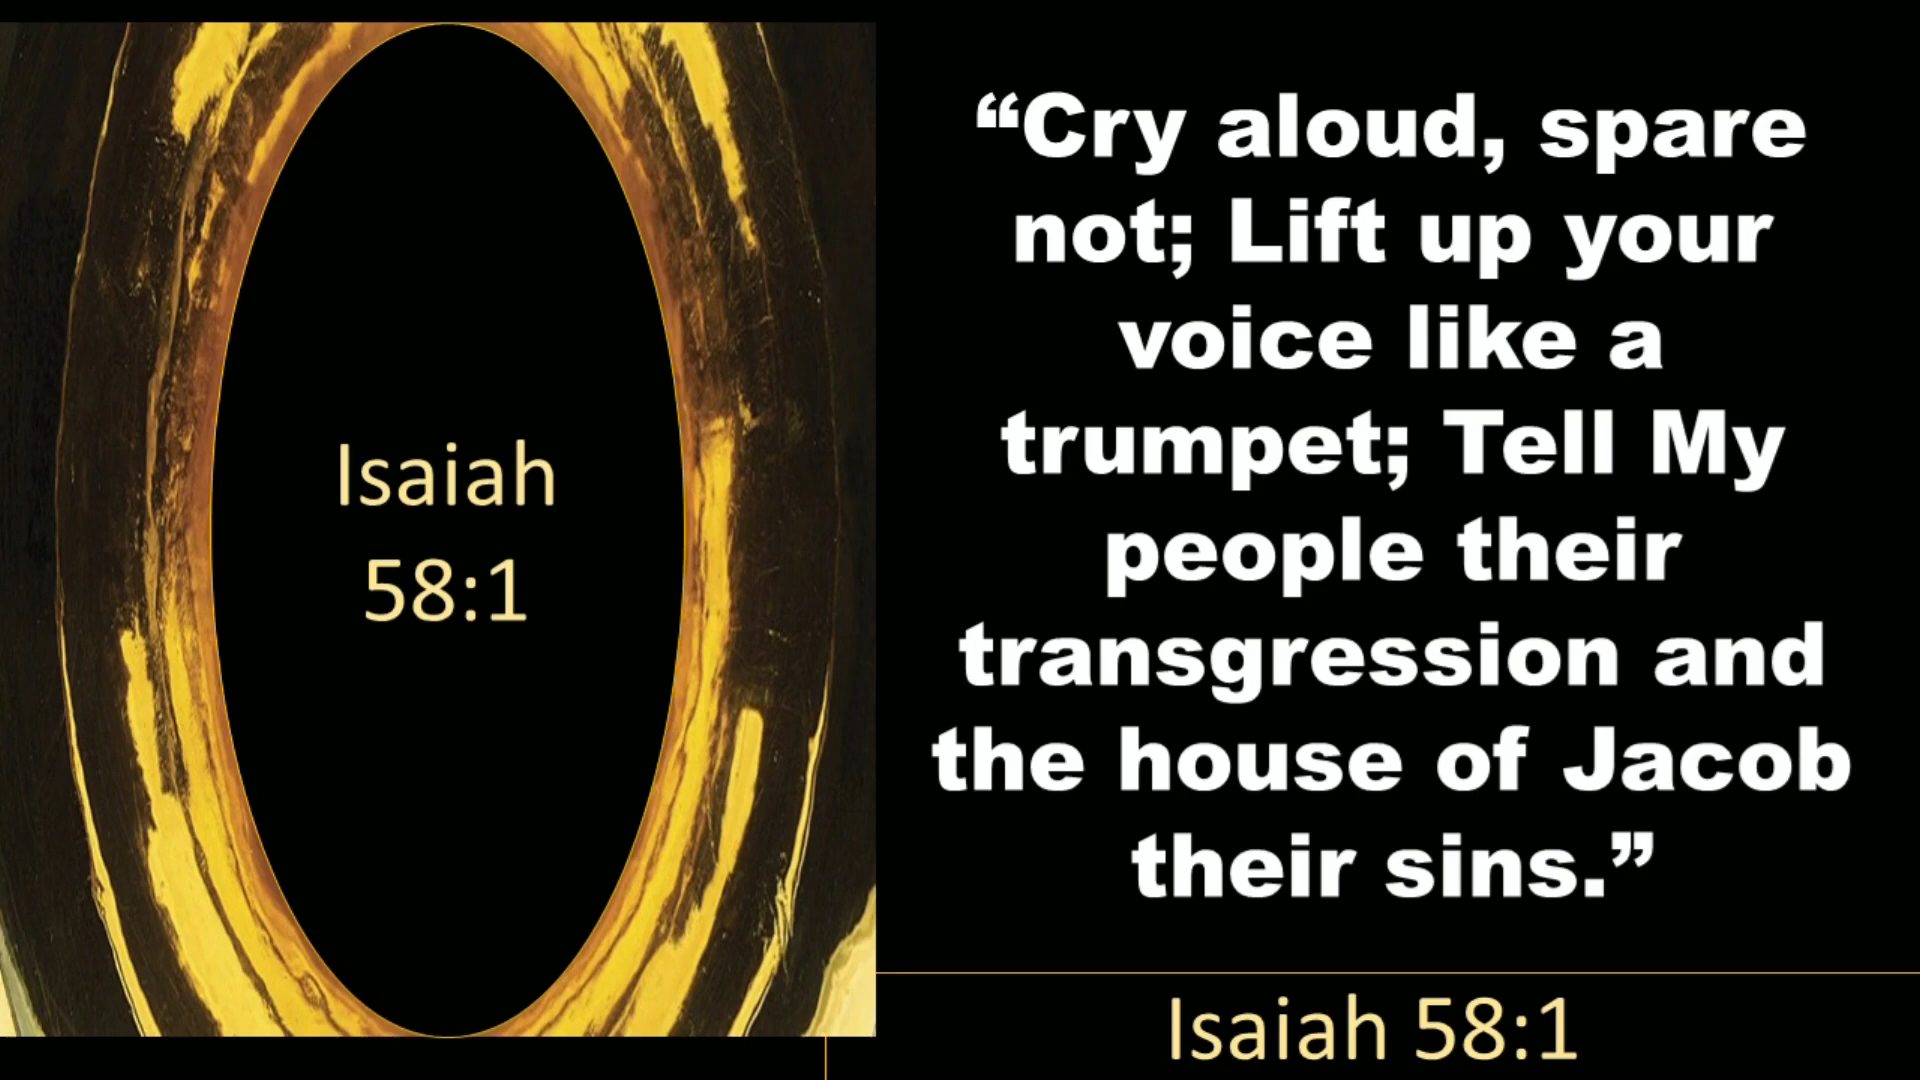 Isaiah
58:1
“Cry aloud, spare
not; Lift up your
voice like a
trumpet; Tell My
people their
transgression and
the house of Jacob
their sins.”
Isaiah 58:1